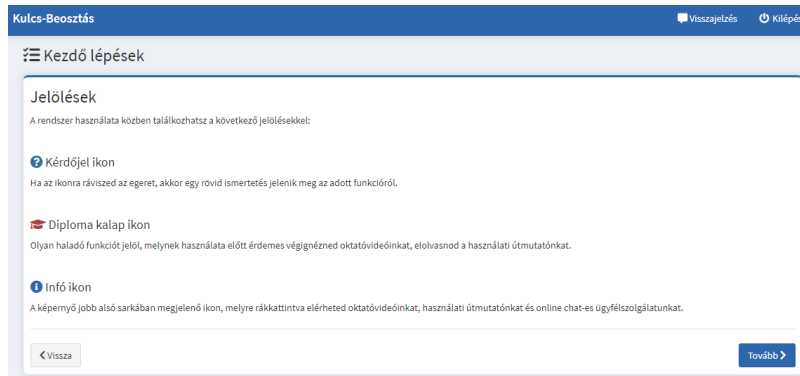 Kulcs-Beosztás
Visszajelzés
Kilépés
Kezdő lépések
Jelölések
A rendszer használata közben találkozhatsz a következő jelölésekkel:
Kérdőjel ikon
Ha az ikonra ráviszed az egeret, akkor egy rövid ismertetés jelenik meg az adott funkcióról.
Diploma kalap ikon
Olyan haladó funkciót jelöl, melynek használata előtt érdemes végignézned oktatóvideóinkat, elolvasnod a használati útmutatónkat.
Infó ikon
A képernyő jobb alsó sarkában megjelenő ikon, melyre rákkattintva elérheted oktatóvideóinkat, használati útmutatónkat és online chat-es ügyfélszolgálatunkat.
Vissza
Tovább